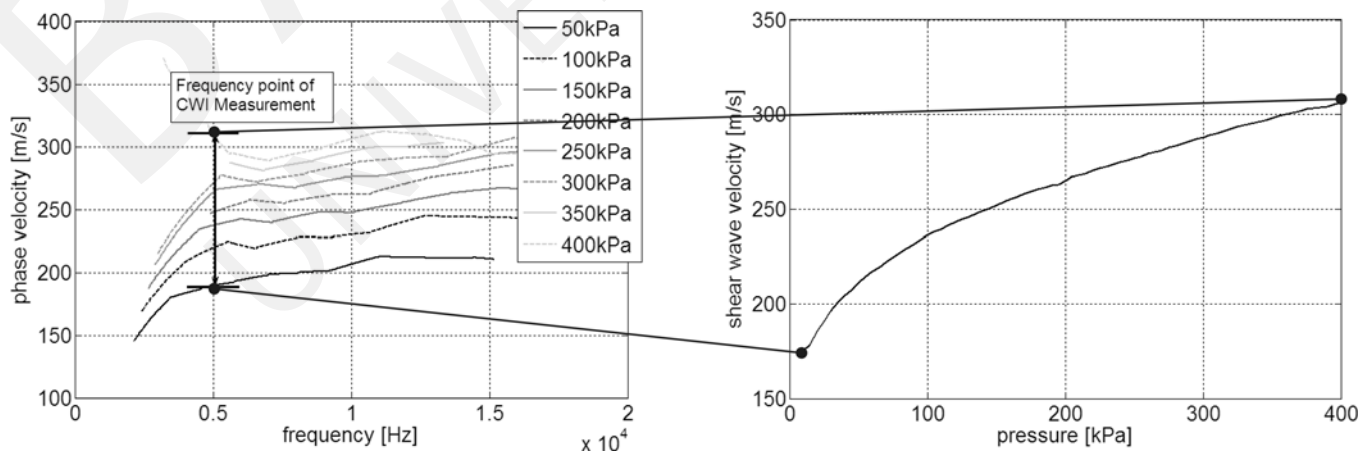 400
350
300
250
200
150
100
phase velocity [m/s]
0
0.5
1
1.5
2
x 10⁴
frequency [Hz]
Frequency point of
CWI Measurement
50kPa
100kPa
150kPa
200kPa
250kPa
300kPa
350kPa
400kPa
350
300
250
200
150
shear wave velocity [m/s]
0
100
200
300
400
pressure [kPa]